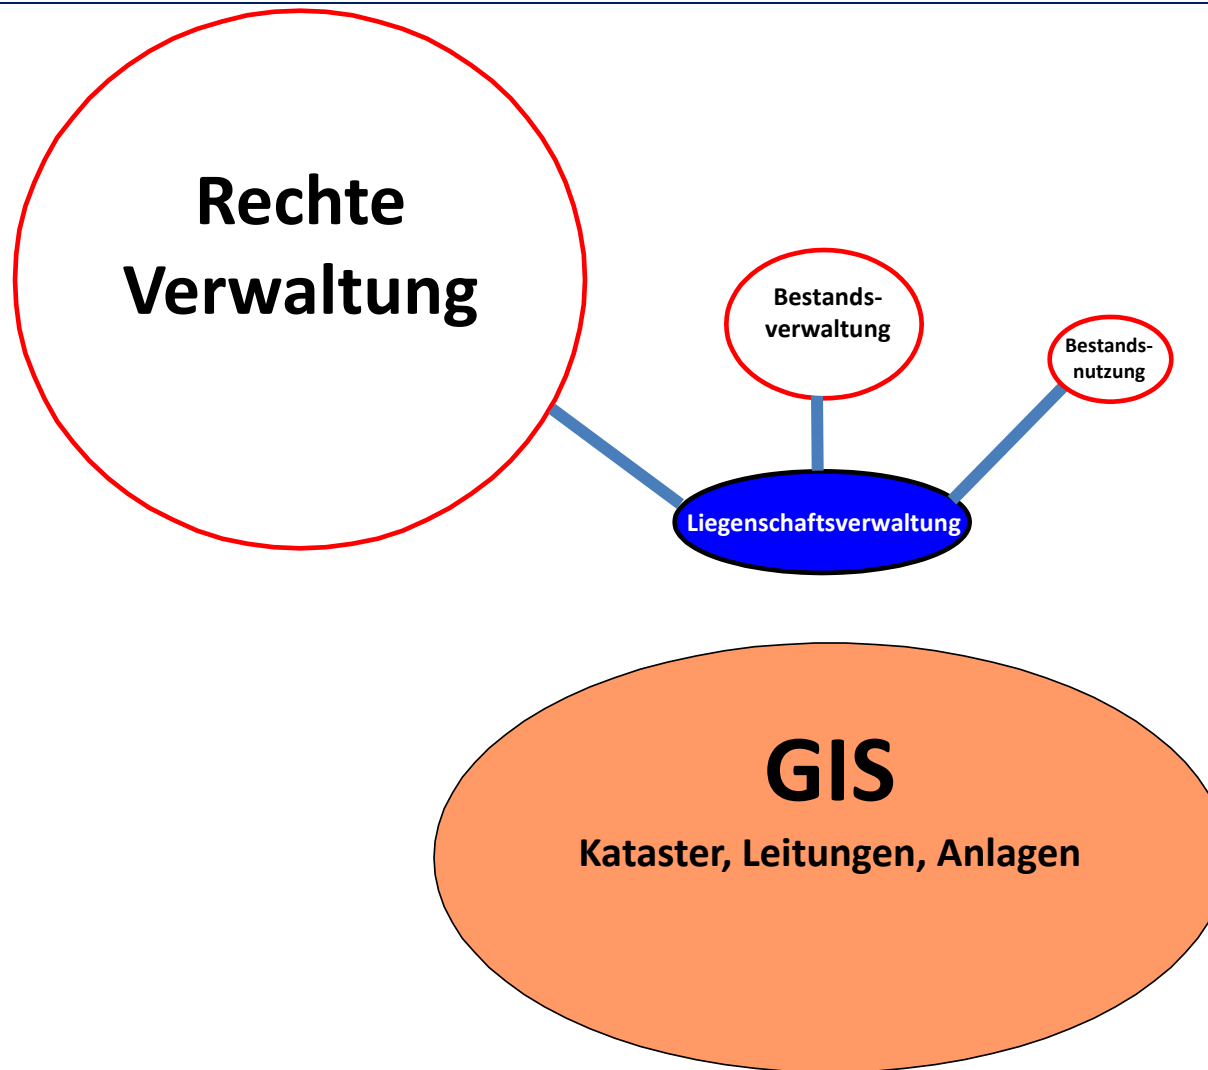 Rechte
Verwaltung
Bestands-
verwaltung
Bestands-
nutzung
Liegenschaftsverwaltung
GIS
Kataster, Leitungen, Anlagen